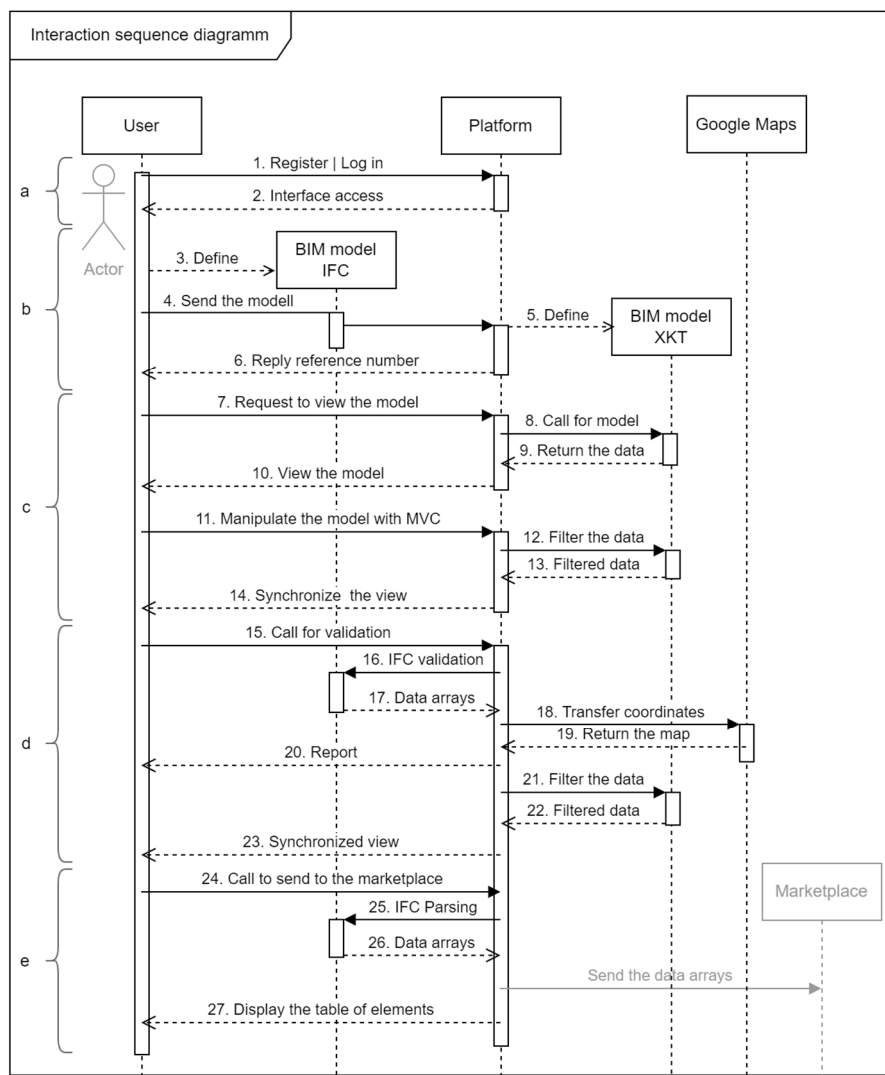 Interaction sequence diagramm
User
Platform
Google Maps
a
1. Register | Log in
2. Interface access
Actor
b
3. Define
BIM model
IFC
4. Send the modell
5. Define
BIM model
XKT
6. Reply reference number
c
7. Request to view the model
8. Call for model
9. Return the data
10. View the model
11. Manipulate the model with MVC
12. Filter the data
13. Filtered data
14. Synchronize the view
d
15. Call for validation
16. IFC validation
17. Data arrays
18. Transfer coordinates
19. Return the map
20. Report
21. Filter the data
22. Filtered data
23. Synchronized view
e
24. Call to send to the marketplace
Marketplace
25. IFC Parsing
26. Data arrays
Send the data arrays
27. Display the table of elements